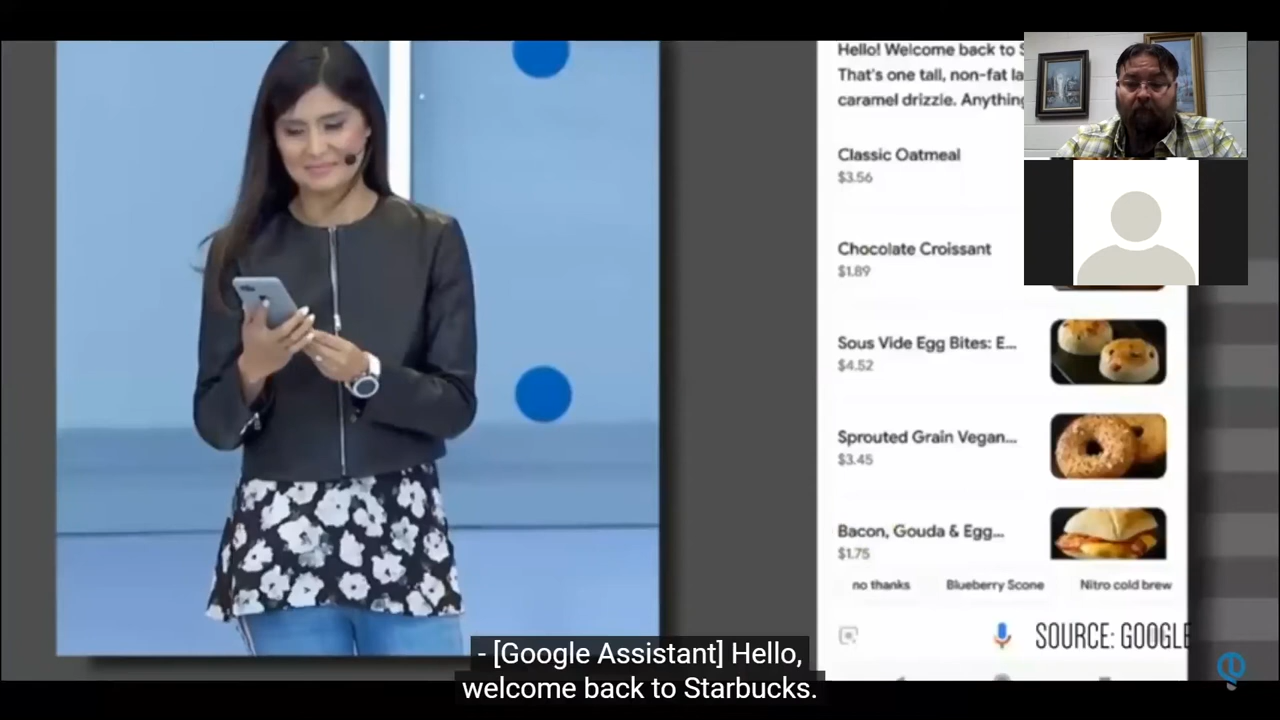 Hello! Welcome back to
That's one tall, non-fat
caramel drizzle. Anything
Classic Oatmeal
$3.56
Chocolate Croissant
$1.89
Sous Vide Egg Bites: E...
$4.52
Sprouted Grain Vegan...
$3.45
Bacon, Gouda & Egg...
$1.75
no thanks Blueberry Scone Nitro cold brew
SOURCE: GOOGLE
- [Google Assistant] Hello,
welcome back to Starbucks.